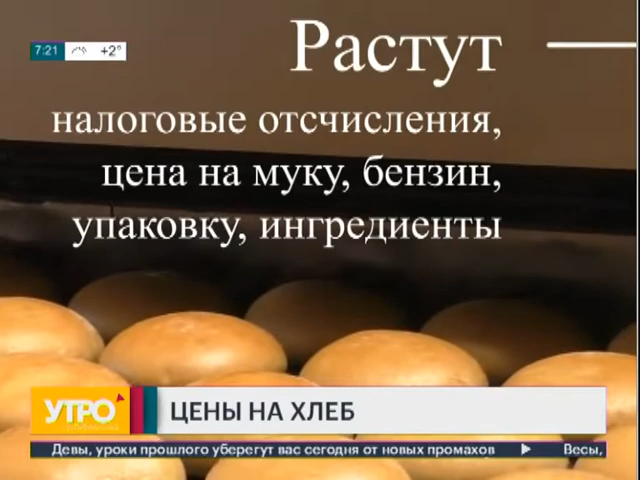 7:21 +2°
Растут
налоговые отсчисления,
цена на муку, бензин,
упаковку, ингредиенты
УТРО
ЦЕНЫ НА ХЛЕБ
Девы, уроки прошлого уберегут вас сегодня от новых промахов ▶ Весы,